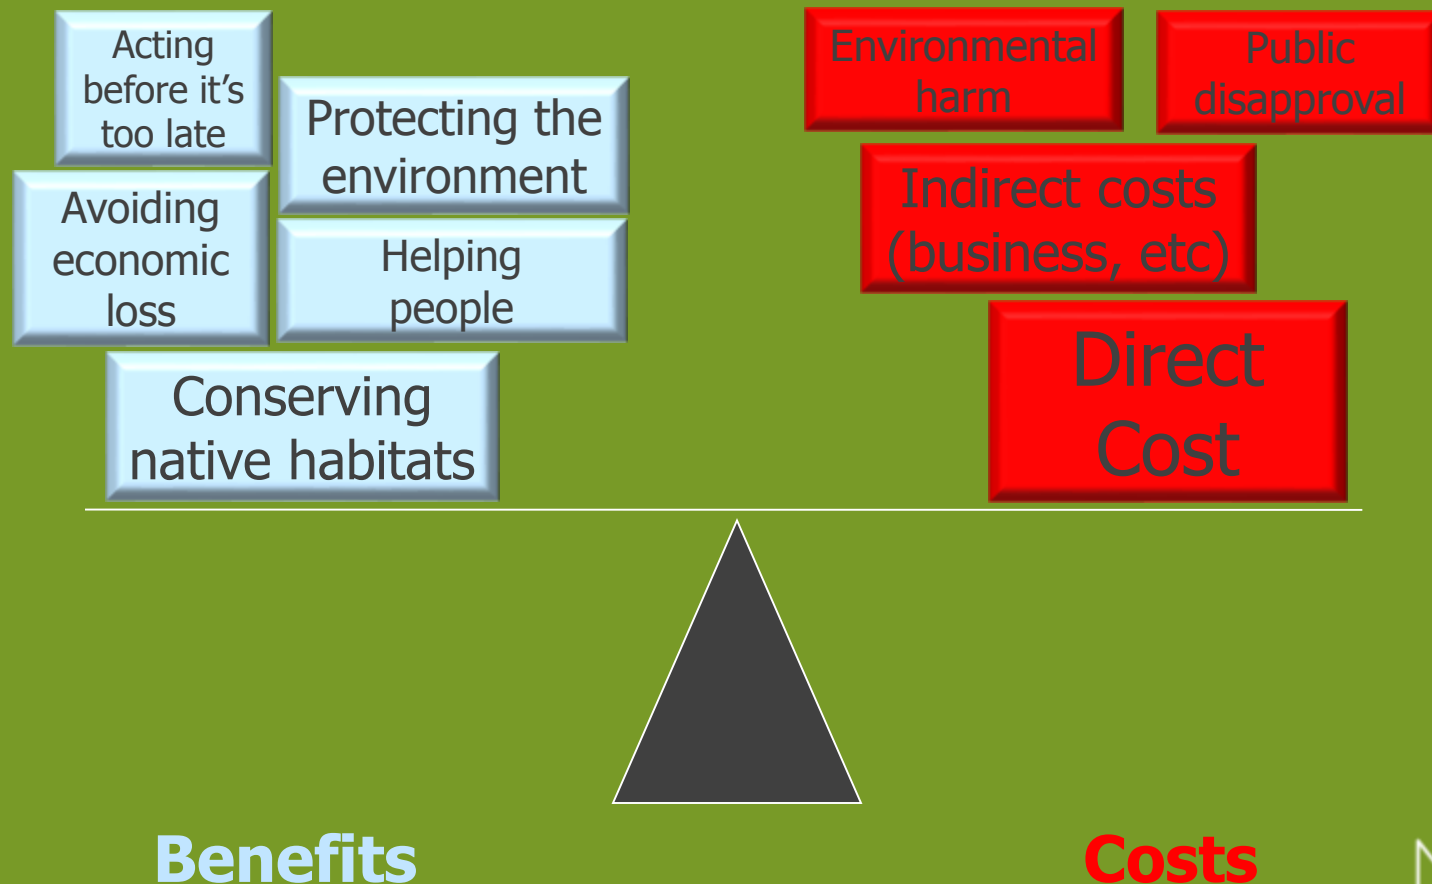 Acting
before it’s
too late
Protecting the
environment
Avoiding
economic
loss
Helping
people
Conserving
native habitats
Environmental
harm
Public
disapproval
Indirect costs
(business, etc)
Direct
Cost
Benefits
Costs